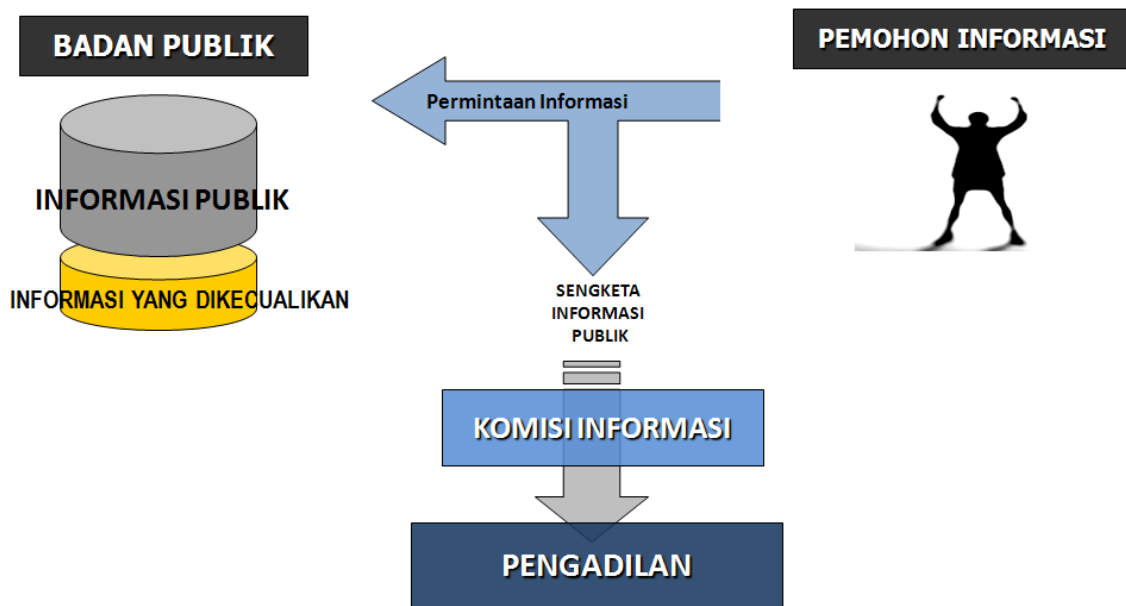 BADAN PUBLIK
PEMOHON INFORMASI
Permintaan Informasi
INFORMASI PUBLIK
INFORMASI YANG DIKECUALIKAN
SENGKETA
INFORMASI
PUBLIK
KOMISI INFORMASI
PENGADILAN